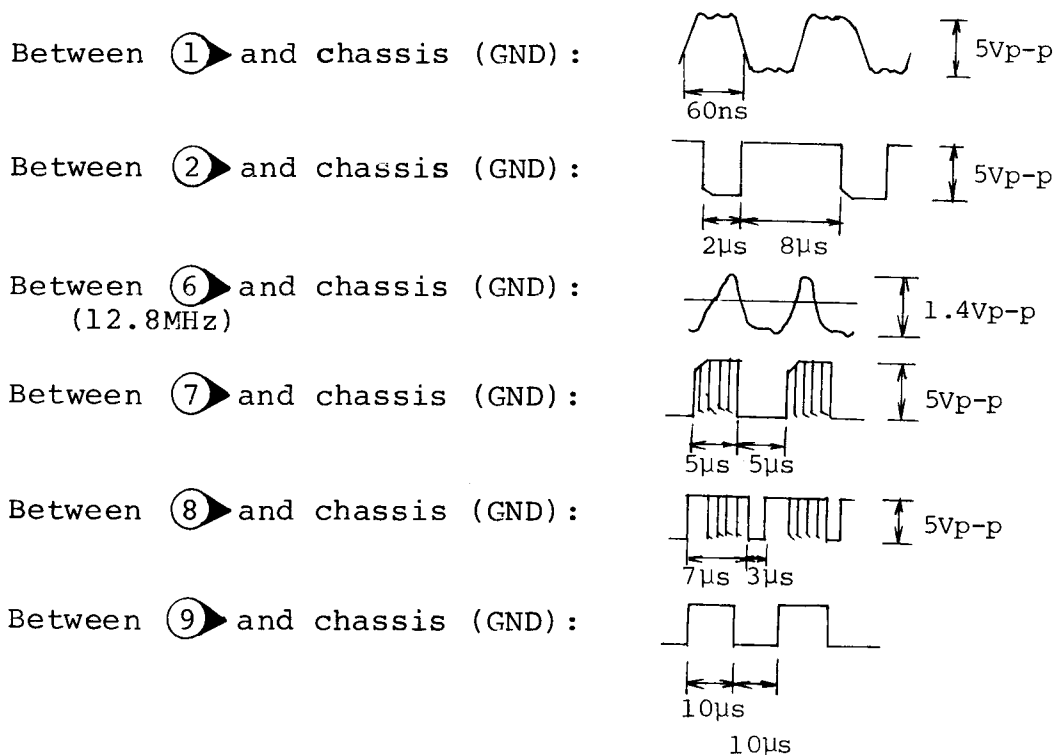 Between 1 and chassis (GND):
5Vp-p
60ns
Between 2 and chassis (GND):
5Vp-p
2μs 8μs
Between 6 and chassis (GND):
(12.8MHz)
1.4Vp-p
Between 7 and chassis (GND):
5Vp-p
5μs 5μs
Between 8 and chassis (GND):
5Vp-p
7μs 3μs
Between 9 and chassis (GND):
10μs
10μs